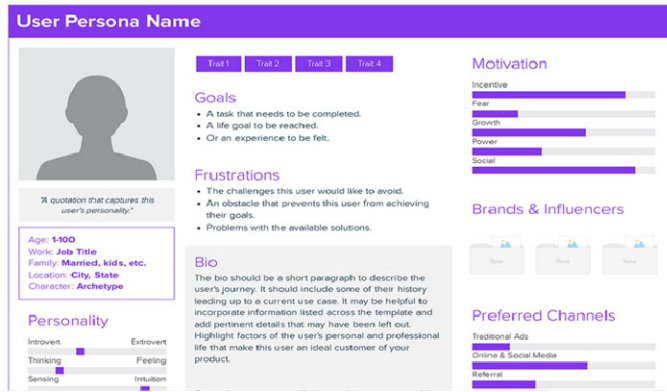 User Persona Name
"A quotation that captures this
user's personality."
Age: 1-100
Work: Job Title
Family: Married, kids, etc.
Location: City, State
Character: Archetype
Personality
Introvert Extrovert
Thinking Feeling
Sensing Intuition
Trait 1 Trait 2 Trait 3 Trait 4
Goals
• A task that needs to be completed.
• A life goal to be reached.
• Or an experience to be felt.
Frustrations
• The challenges this user would like to avoid.
• An obstacle that prevents this user from achieving
their goals.
• Problems with the available solutions.
Bio
The bio should be a short paragraph to describe the
user's journey. It should include some of their history
leading up to a current use case. It may be helpful to
incorporate information listed across the template and
add pertinent details that may have been left out.
Highlight factors of the user's personal and professional
life that make this user an ideal customer of your
product.
Motivation
Incentive
Fear
Growth
Power
Social
Brands & Influencers
Preferred Channels
Traditional Ads
Online & Social Media
Referral